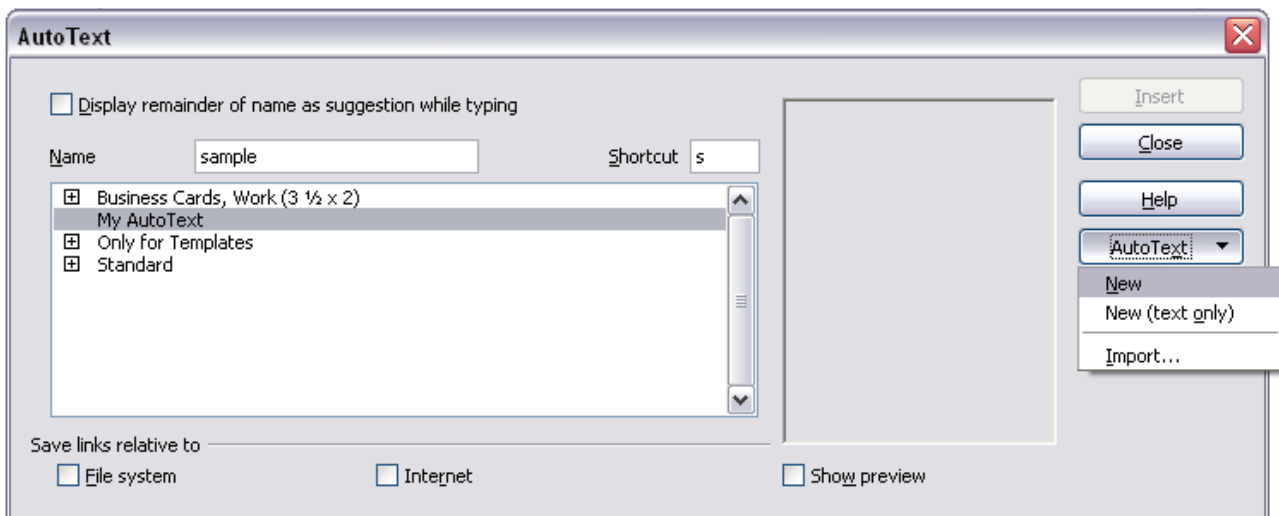 AutoText
Display remainder of name as suggestion while typing
Insert
Close
Name sample Shortcut s
Business Cards, Work (3 ½ x 2)
My AutoText
Only for Templates
Standard
Help
AutoText
New
New (text only)
Import...
Save links relative to
File system Internet Show preview